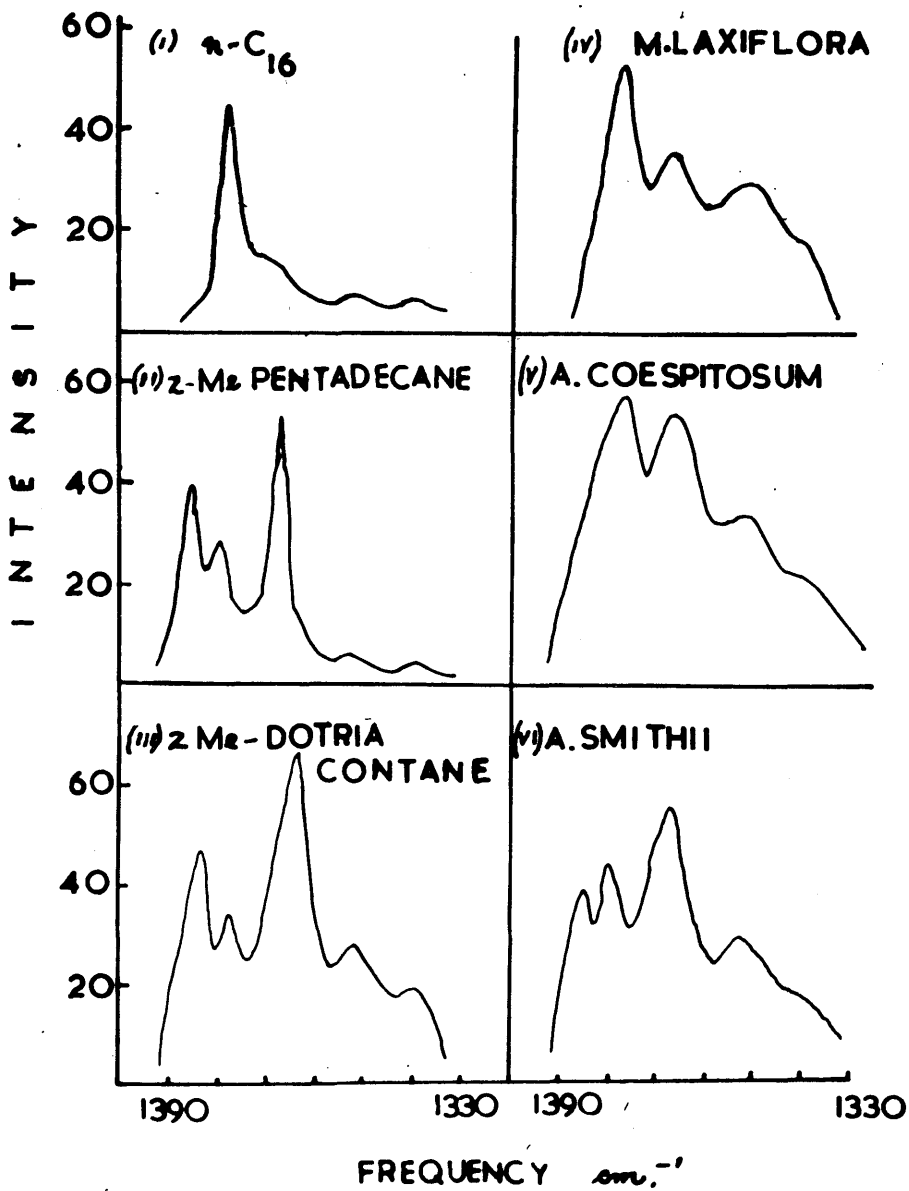 INTENSITY
60
40
20
(i) n-C16
(iv) M.LAXIFLORA
60
40
20
(ii) 2-Me PENTADECANE
(v) A. COESPITOSUM
60
40
20
(iii) 2 Me-DOTRIA
CONTANE
(vi) A. SMITHII
1390
1330
1390
1330
FREQUENCY cm.⁻¹